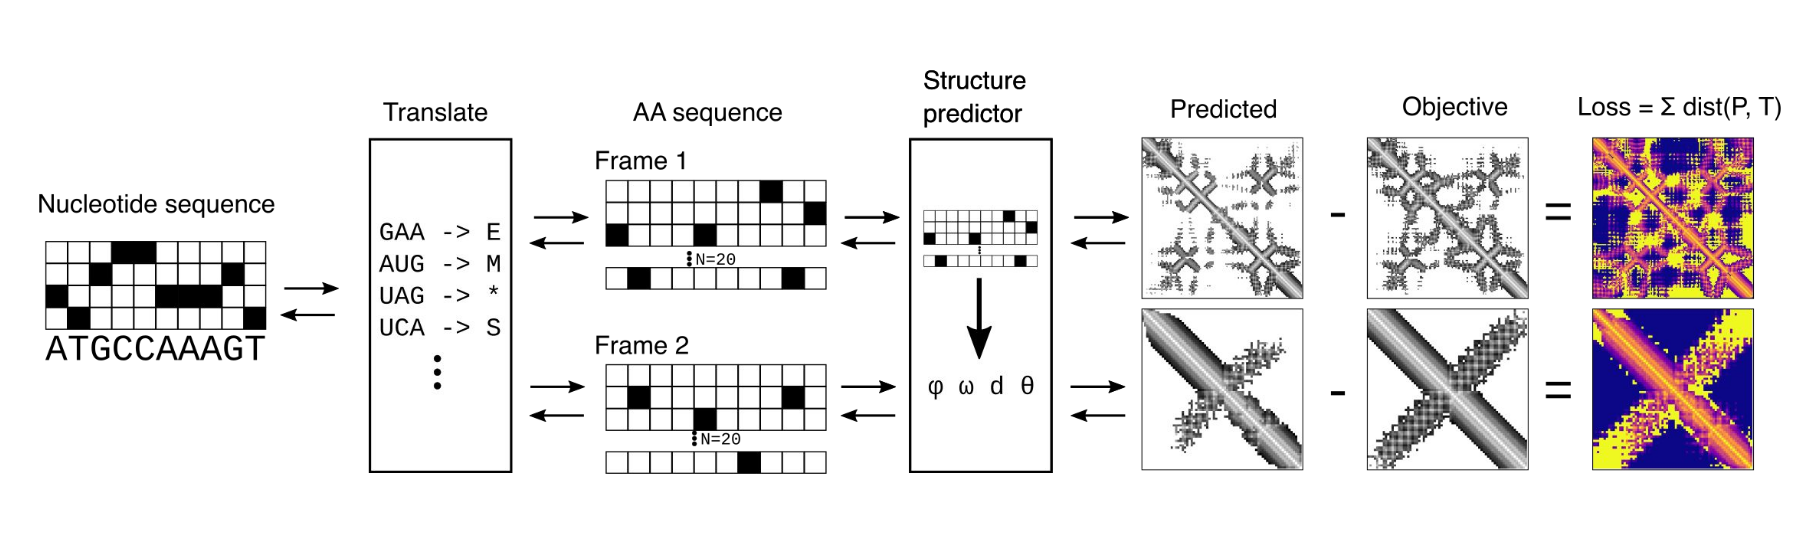 Nucleotide sequence
ATGCCAAAGT
Translate
GAA -> E
AUG -> M
UAG -> *
UCA -> S
AA sequence
Frame 1
N=20
Frame 2
N=20
Structure
predictor
φ ω d θ
Predicted
-
-
Objective
=
=
Loss = Σ dist(P, T)